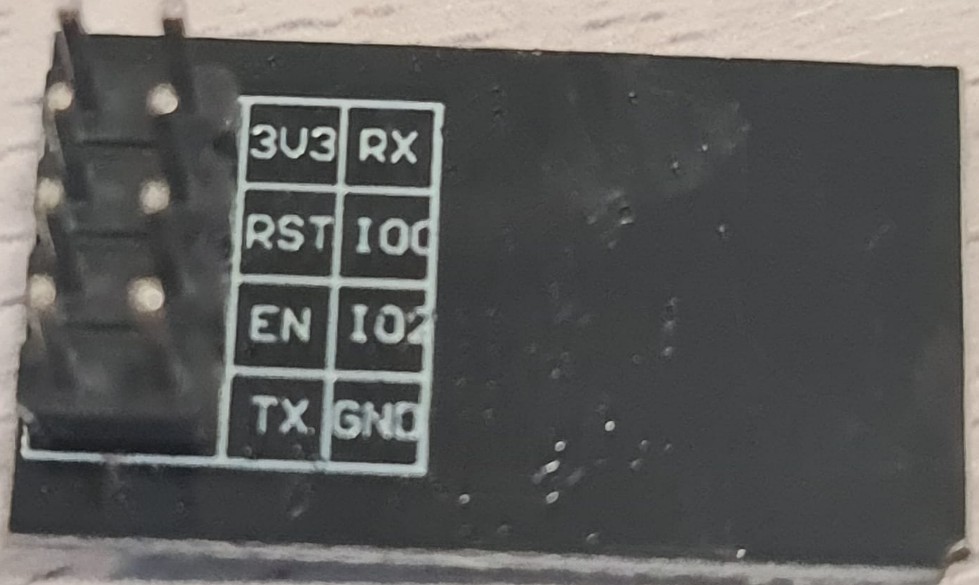 3V3 RX
RST IO0
EN IO2
TX GND